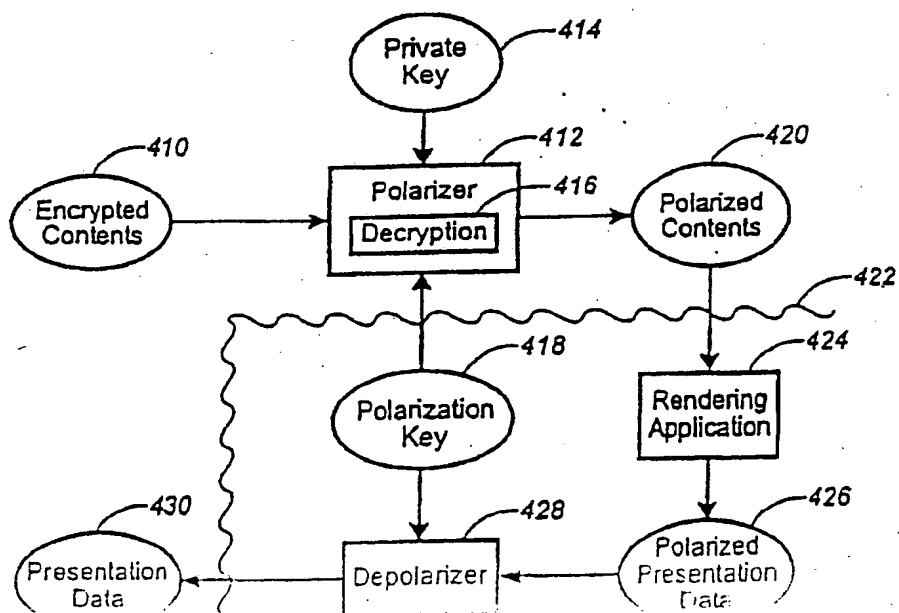 Private
Key
414
410
412
420
Encrypted
Contents
Polarizer
416
Decryption
Polarized
Contents
422
418
424
Polarization
Key
Rendering
Application
430
428
426
Presentation
Data
Depolarizer
Polarized
Presentation
Data